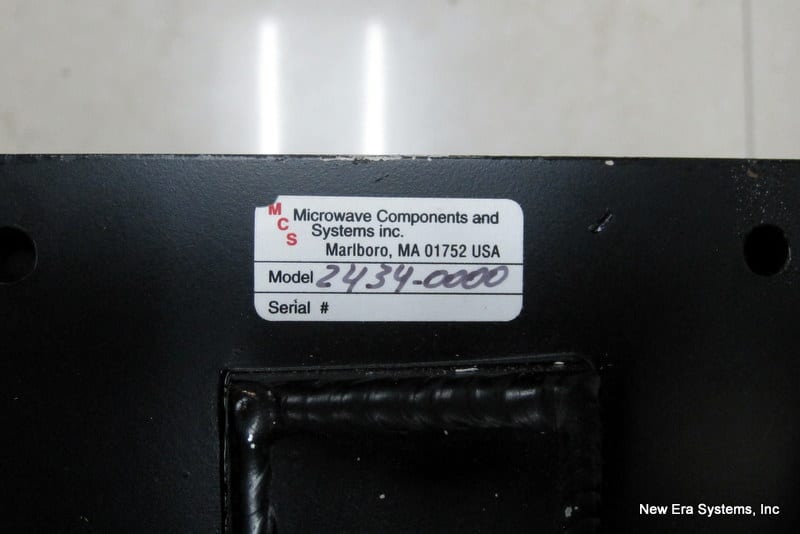 MCS
Microwave Components and
Systems inc.
Marlboro, MA 01752 USA
Model 2434-0000
Serial #
New Era Systems, Inc